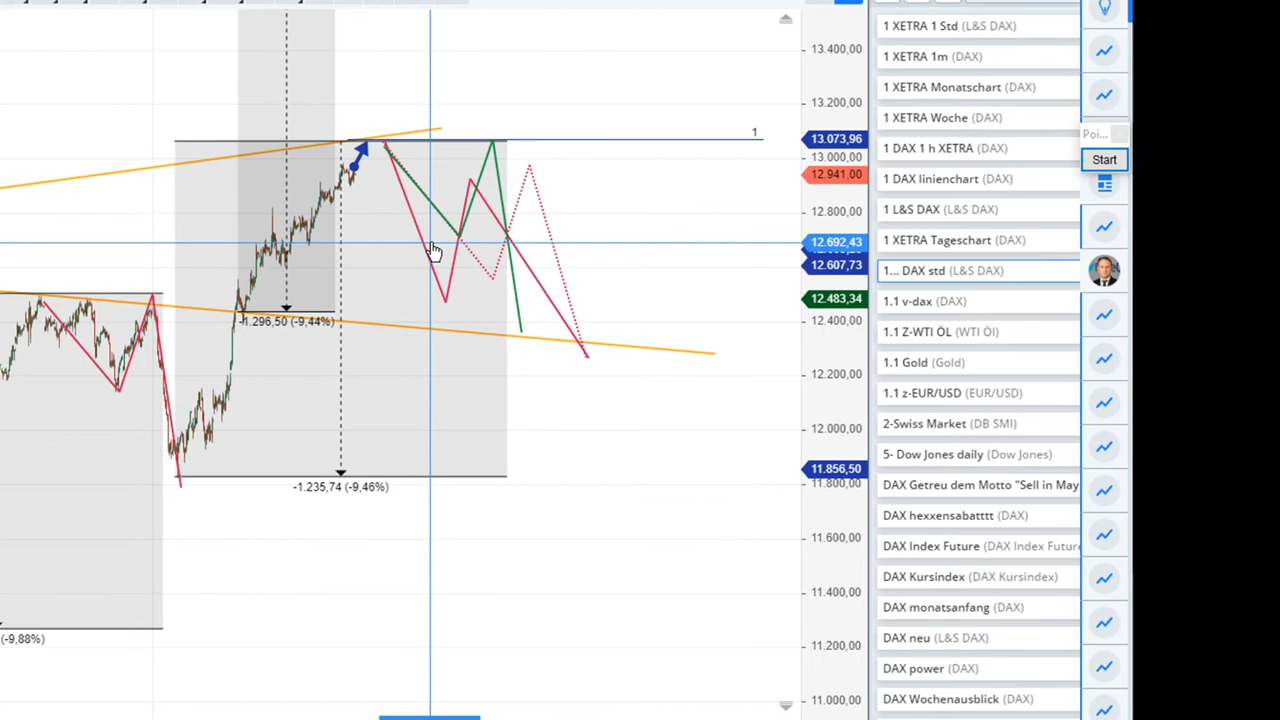 1
-1.296,50 (-9,44%)
-1.235,74 (-9,46%)
(-9,88%)
13.400,00
13.200,00
13.073,96
13.000,00
12.941,00
12.800,00
12.692,43
12.607,73
12.483,34
12.400,00
12.200,00
12.000,00
11.856,50
11.800,00
11.600,00
11.400,00
11.200,00
11.000,00
1 XETRA 1 Std (L&S DAX)
1 XETRA 1m (DAX)
1 XETRA Monatschart (DAX)
1 XETRA Woche (DAX)
1 DAX 1 h XETRA (DAX)
1 DAX linienchart (DAX)
1 L&S DAX (L&S DAX)
1 XETRA Tageschart (DAX)
1... DAX std (L&S DAX)
1.1 v-dax (DAX)
1.1 Z-WTI ÖL (WTI Öl)
1.1 Gold (Gold)
1.1 z-EUR/USD (EUR/USD)
2-Swiss Market (DB SMI)
5- Dow Jones daily (Dow Jones)
DAX Getreu dem Motto "Sell in May
DAX hexxensabatttt (DAX)
DAX Index Future (DAX Index Future
DAX Kursindex (DAX Kursindex)
DAX monatsanfang (DAX)
DAX neu (L&S DAX)
DAX power (DAX)
DAX Wochenausblick (DAX)
Poi...
Start